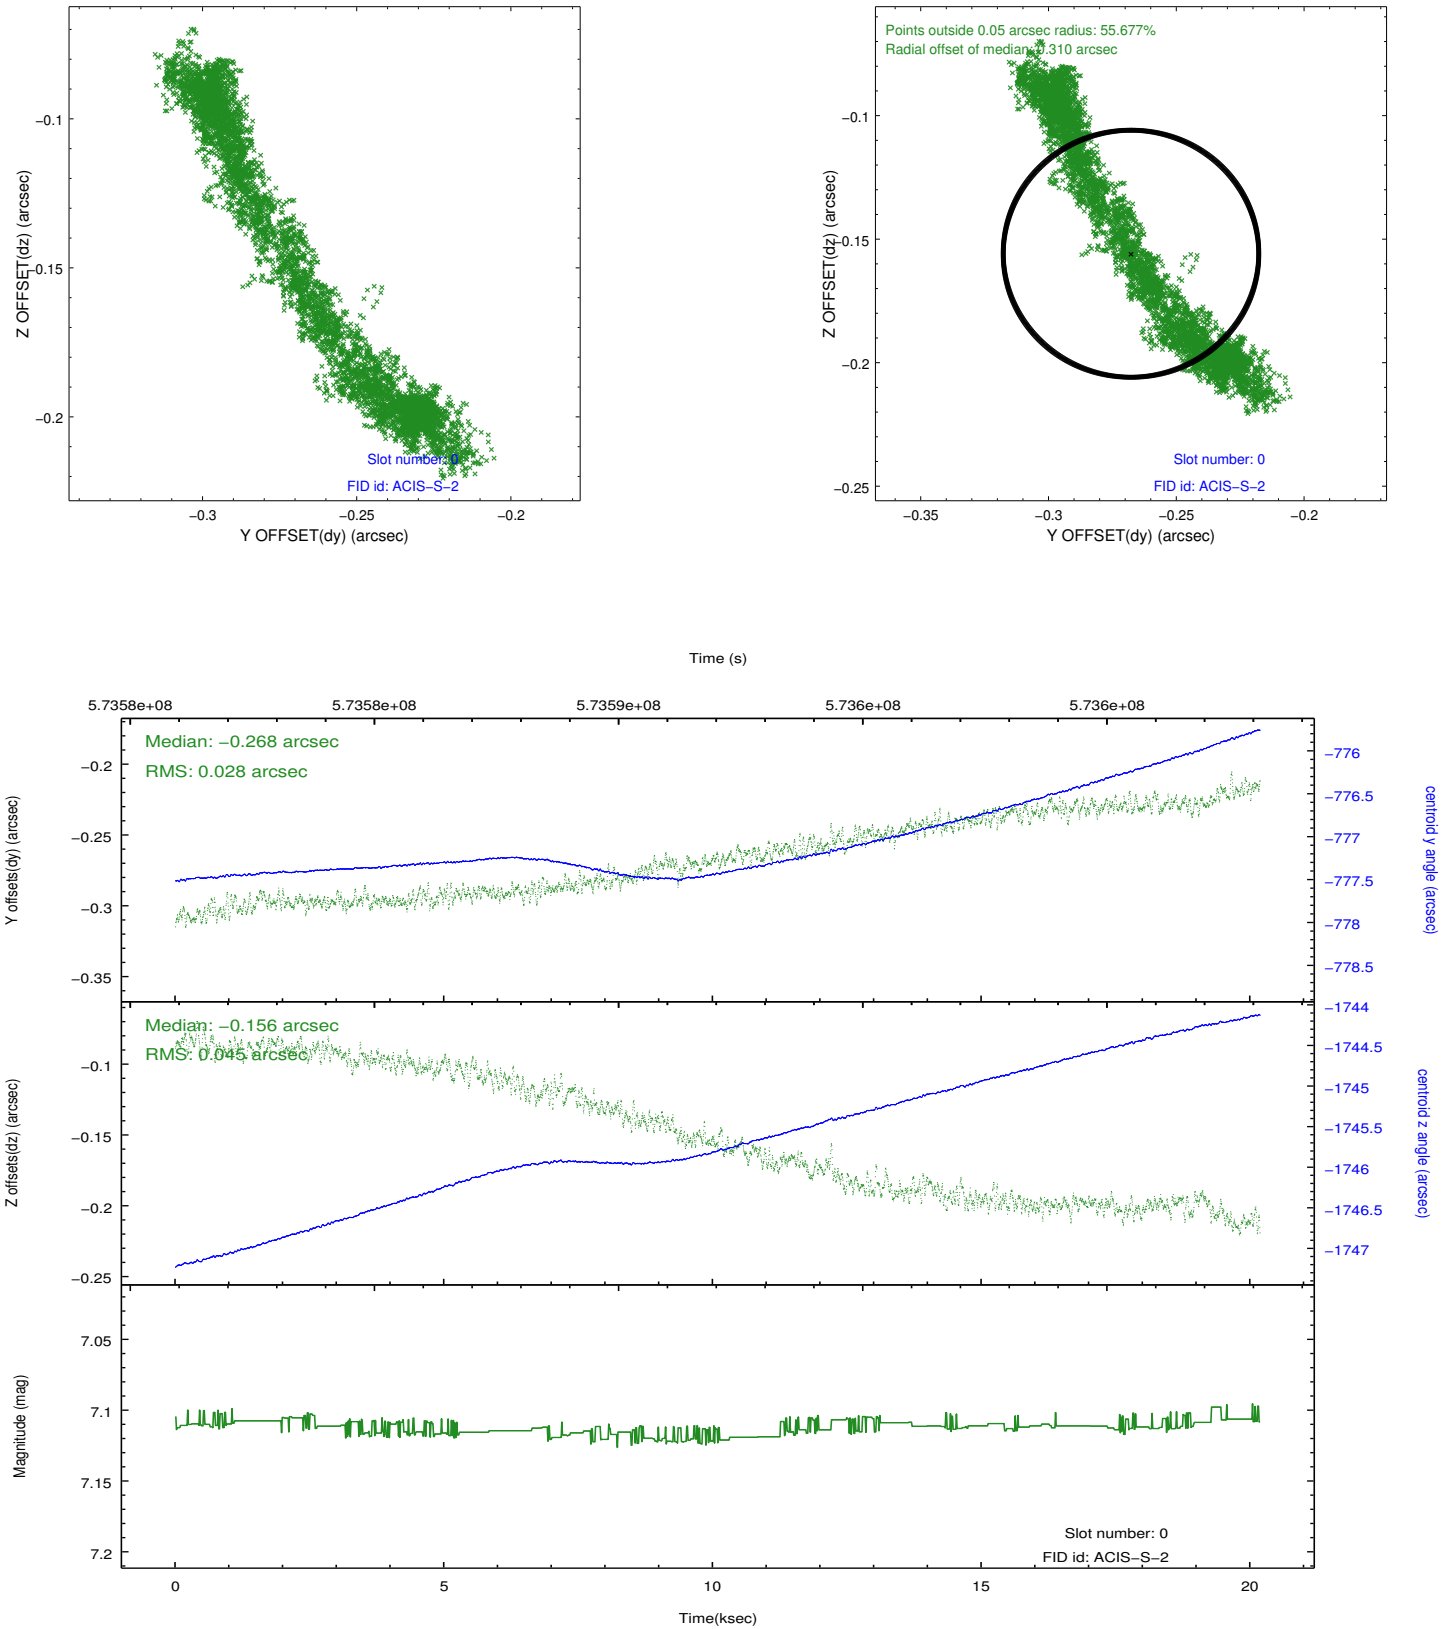 −0.1
−0.15
−0.2
Z OFFSET(dz) (arcsec)
Slot number: 0
FID id: ACIS−S−2
−0.3
−0.25
−0.2
Y OFFSET(dy) (arcsec)
Points outside 0.05 arcsec radius: 55.677%
Radial offset of median: 0.310 arcsec
−0.1
−0.15
−0.2
−0.25
Z OFFSET(dz) (arcsec)
Slot number: 0
FID id: ACIS−S−2
−0.35
−0.3
−0.25
−0.2
Y OFFSET(dy) (arcsec)
Time (s)
5.7358e+08
5.7358e+08
5.7359e+08
5.736e+08
5.736e+08
Median: −0.268 arcsec
RMS: 0.028 arcsec
−0.2
−0.25
−0.3
−0.35
Y offsets(dy) (arcsec)
−776
−776.5
−777
−777.5
−778
−778.5
centroid y angle (arcsec)
Median: −0.156 arcsec
RMS: 0.045 arcsec
−0.1
−0.15
−0.2
−0.25
Z offsets(dz) (arcsec)
−1744
−1744.5
−1745
−1745.5
−1746
−1746.5
−1747
centroid z angle (arcsec)
7.05
7.1
7.15
7.2
Magnitude (mag)
Slot number: 0
FID id: ACIS−S−2
0
5
10
15
20
Time(ksec)